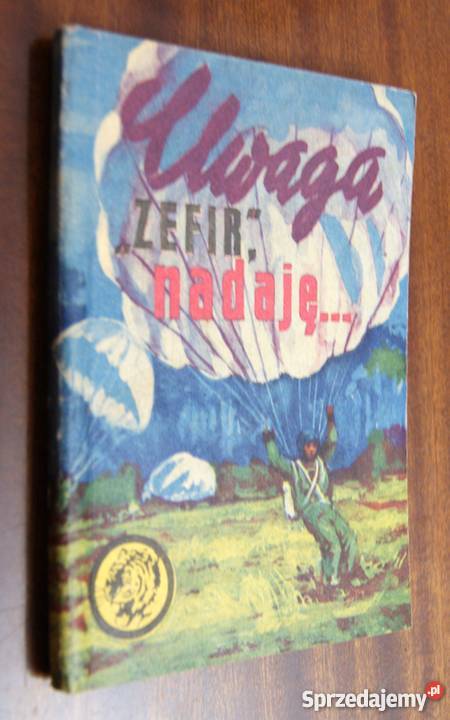 Uwaga
„ZEFIR”,
nadaję...
Sprzedajemy.pl